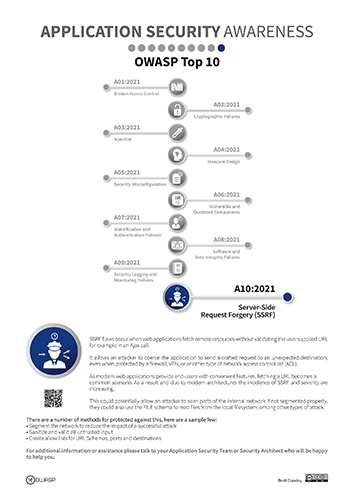 APPLICATION SECURITY AWARENESS
OWASP Top 10
A01:2021
Broken Access Control
A02:2021
Cryptographic Failures
A03:2021
Injection
A04:2021
Insecure Design
A05:2021
Security Misconfiguration
A06:2021
Vulnerable and
Outdated Components
A07:2021
Identification and
Authentication Failures
A08:2021
Software and
Data Integrity Failures
A09:2021
Security Logging and
Monitoring Failures
A10:2021
Server-Side
Request Forgery (SSRF)
SSRF flaws occur when web applications fetch remote resources without validating the user supplied URL
for example in an Ajax call.
It allows an attacker to coerce the application to send a crafted request to an unexpected destination,
even when protected by a firewall, VPN, or another type of network access control list (ACL).
As modern web applications provide end-users with convenient features, fetching a URL becomes a
common scenario. As a result and due to modern architectures the incidence of SSRF and severity are
increasing.
This could potentially allow an attacker to scan parts of the internal network if not segmented properly,
they could also use the FILE schema to read files from the local filesystem, among other types of attack.
There are a number of methods for protected against this, here are a sample few:
• Segment the network to reduce the impact of a successful attack
• Sanitize and valid all untrusted input
• Create allow lists for URL Schemas, ports and destinations
For additional information or assistance please talk to your Application Security Team or Security Architect who will be happy
to help you.
OWASP
Brett Crawley